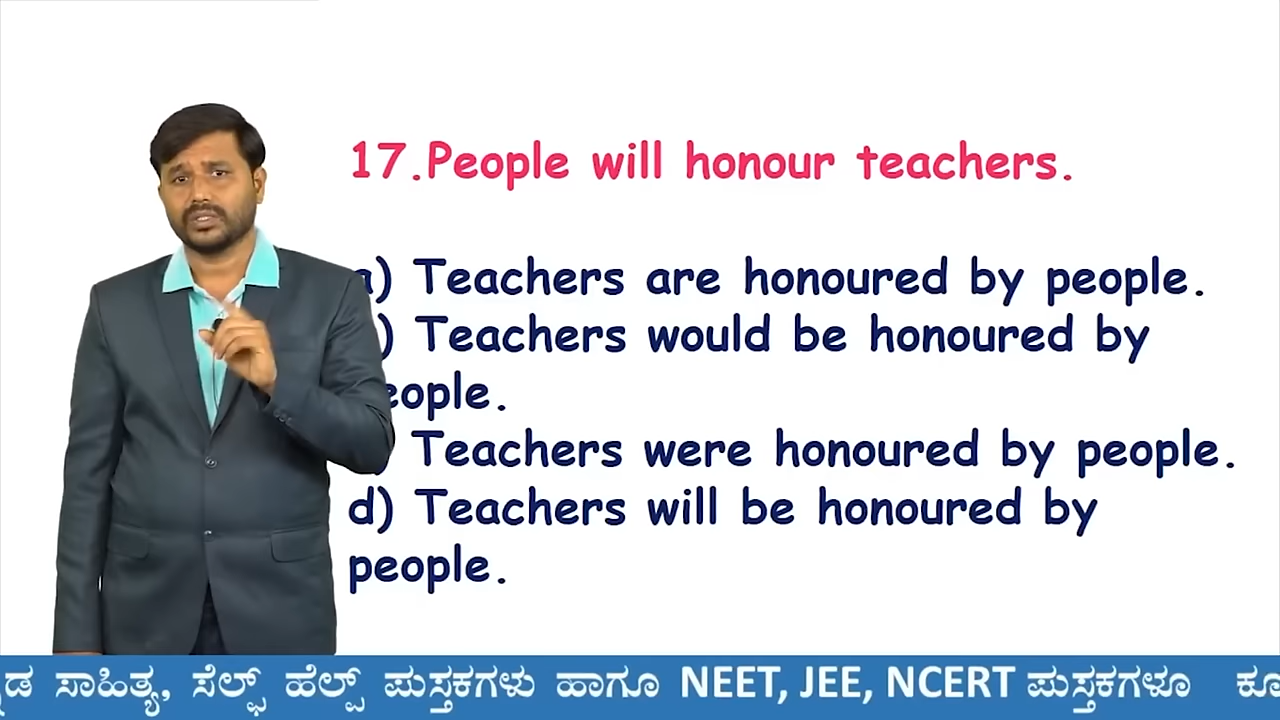 17.People will honour teachers.
a) Teachers are honoured by people.
) Teachers would be honoured by
eople.
) Teachers were honoured by people.
d) Teachers will be honoured by
people.
ಸಾಹಿತ್ಯ, ಸೆಲ್ಫ್ ಹೆಲ್ಪ್ ಪುಸ್ತಕಗಳು ಹಾಗೂ NEET, JEE, NCERT ಪುಸ್ತಕಗಳೂ